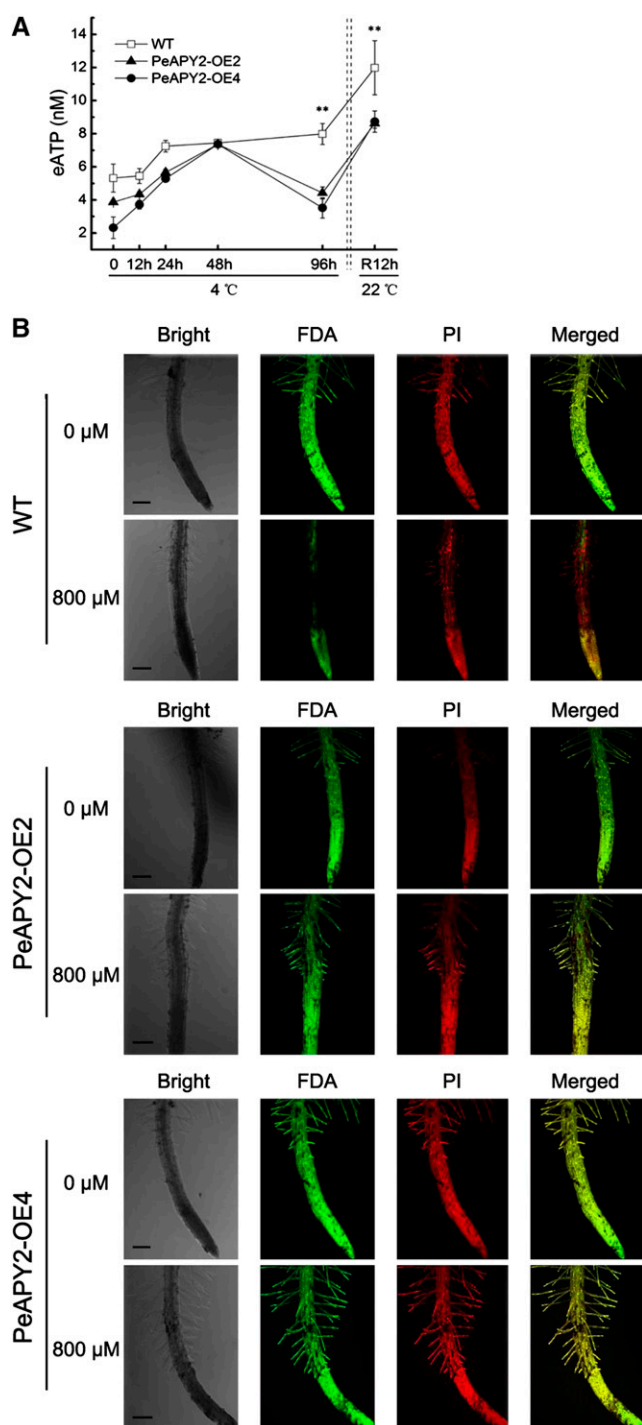 A
14
12
10
8
6
4
2
eATP (nM)
WT
PeAPY2-OE2
PeAPY2-OE4
**
**
0 12h 24h 48h 96h R12h
4 ℃ 22 ℃
B
Bright FDA PI Merged
WT
0 μM
800 μM
Bright FDA PI Merged
PeAPY2-OE2
0 μM
800 μM
Bright FDA PI Merged
PeAPY2-OE4
0 μM
800 μM